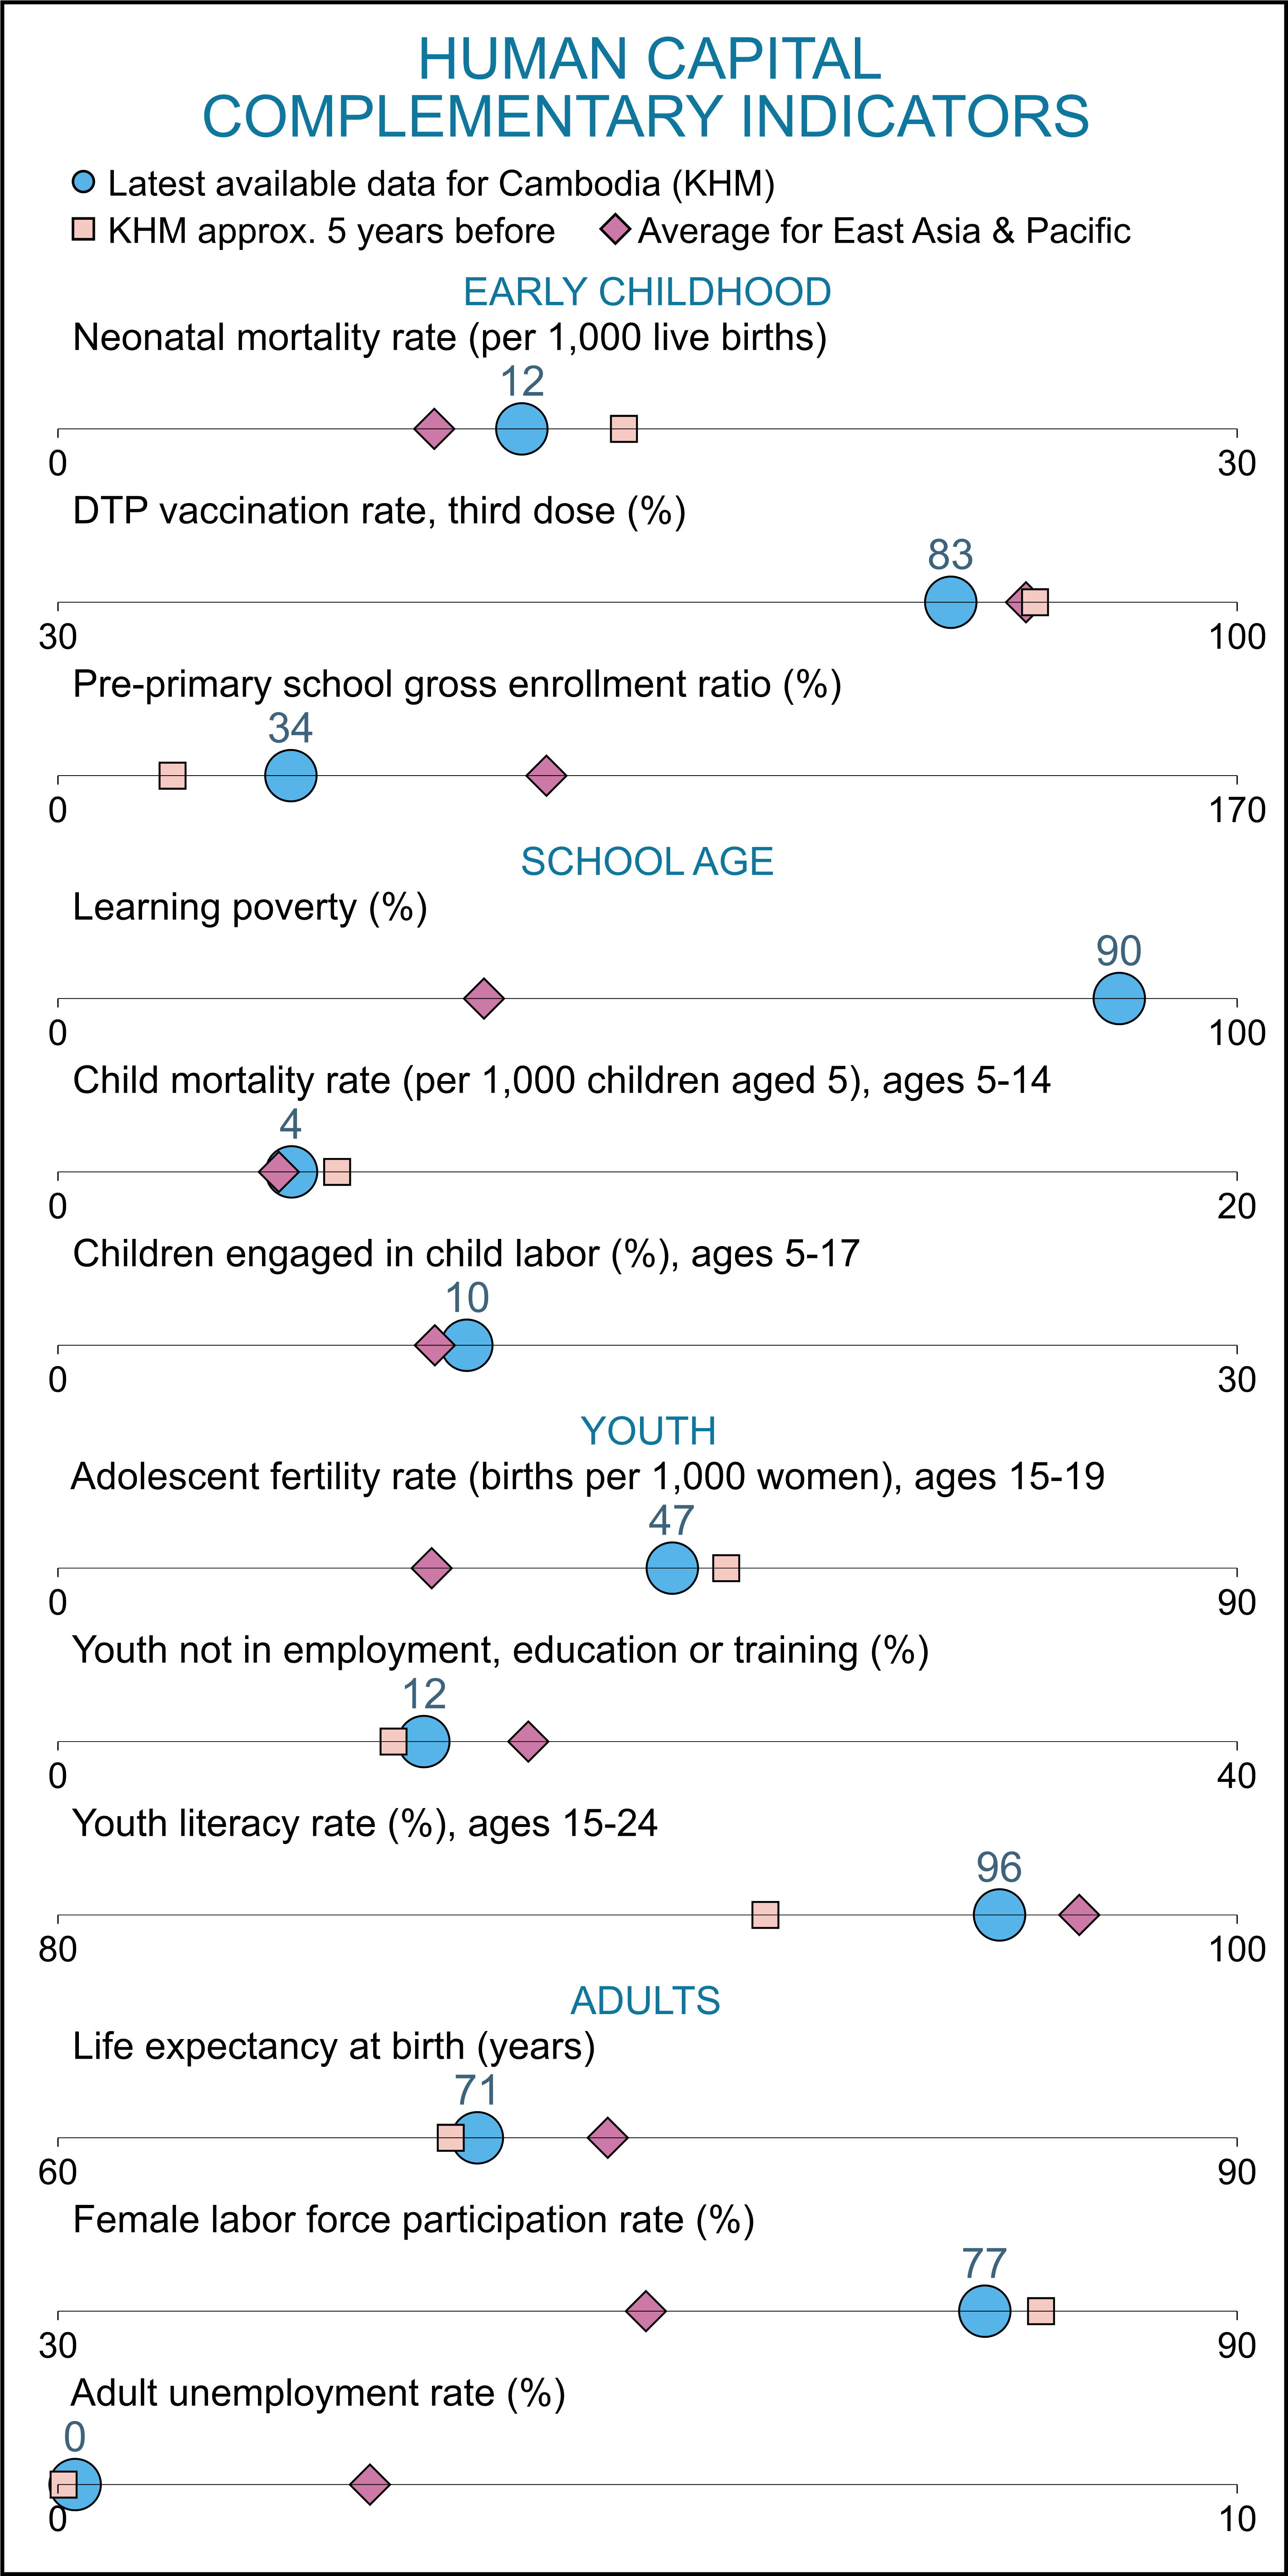 HUMAN CAPITAL
COMPLEMENTARY INDICATORS
Latest available data for Cambodia (KHM)
KHM approx. 5 years before Average for East Asia & Pacific
EARLY CHILDHOOD
Neonatal mortality rate (per 1,000 live births)
12
0 30
DTP vaccination rate, third dose (%)
83
30 100
Pre-primary school gross enrollment ratio (%)
34
0 170
SCHOOL AGE
Learning poverty (%)
90
0 100
Child mortality rate (per 1,000 children aged 5), ages 5-14
4
0 20
Children engaged in child labor (%), ages 5-17
10
0 30
YOUTH
Adolescent fertility rate (births per 1,000 women), ages 15-19
47
0 90
Youth not in employment, education or training (%)
12
0 40
Youth literacy rate (%), ages 15-24
96
80 100
ADULTS
Life expectancy at birth (years)
71
60 90
Female labor force participation rate (%)
77
30 90
Adult unemployment rate (%)
0
0 10